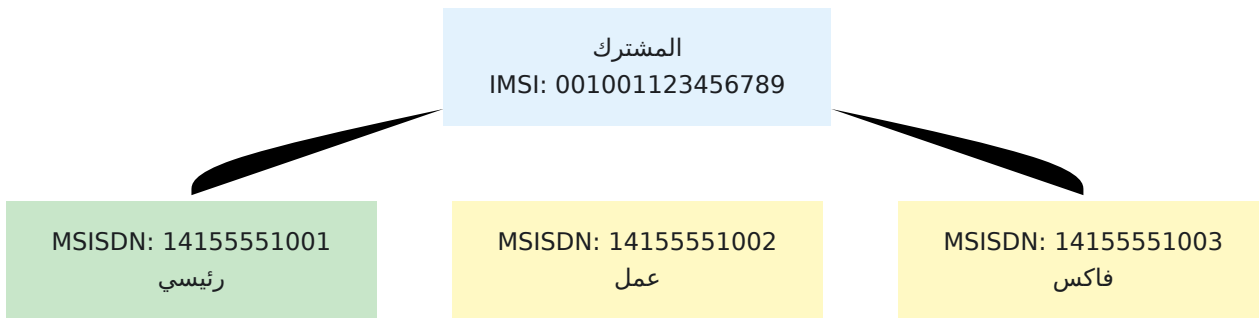 المشترك
IMSI: 001001123456789
MSISDN: 14155551001
رئيسي
MSISDN: 14155551002
عمل
MSISDN: 14155551003
فاكس